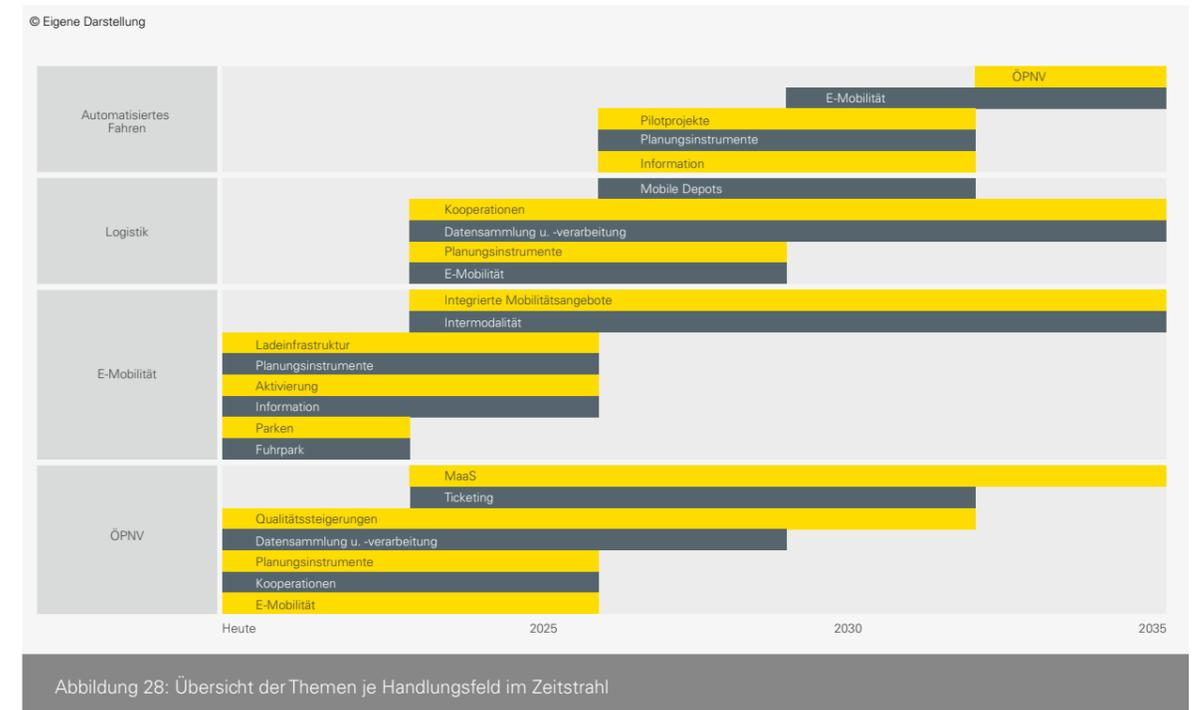 © Eigene Darstellung
Automatisiertes
Fahren
ÖPNV
E-Mobilität
Pilotprojekte
Planungsinstrumente
Information
Logistik
Mobile Depots
Kooperationen
Datensammlung u. -verarbeitung
Planungsinstrumente
E-Mobilität
E-Mobilität
Integrierte Mobilitätsangebote
Intermodalität
Ladeinfrastruktur
Planungsinstrumente
Aktivierung
Information
Parken
Fuhrpark
ÖPNV
MaaS
Ticketing
Qualitätssteigerungen
Datensammlung u. -verarbeitung
Planungsinstrumente
Kooperationen
E-Mobilität
Heute 2025 2030 2035
Abbildung 28: Übersicht der Themen je Handlungsfeld im Zeitstrahl